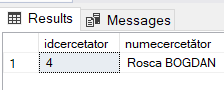 Results Messages
idcercetator numecercetător
1 4 Rosca BOGDAN